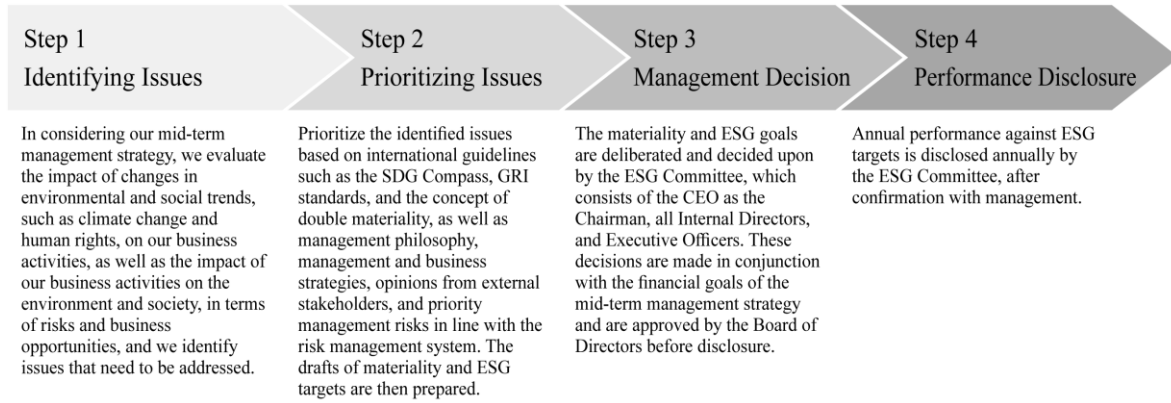 Step 1
Identifying Issues
In considering our mid-term
management strategy, we evaluate
the impact of changes in
environmental and social trends,
such as climate change and
human rights, on our business
activities, as well as the impact of
our business activities on the
environment and society, in terms
of risks and business
opportunities, and we identify
issues that need to be addressed.
Step 2
Prioritizing Issues
Prioritize the identified issues
based on international guidelines
such as the SDG Compass, GRI
standards, and the concept of
double materiality, as well as
management philosophy,
management and business
strategies, opinions from external
stakeholders, and priority
management risks in line with the
risk management system. The
drafts of materiality and ESG
targets are then prepared.
Step 3
Management Decision
The materiality and ESG goals
are deliberated and decided upon
by the ESG Committee, which
consists of the CEO as the
Chairman, all Internal Directors,
and Executive Officers. These
decisions are made in conjunction
with the financial goals of the
mid-term management strategy
and are approved by the Board of
Directors before disclosure.
Step 4
Performance Disclosure
Annual performance against ESG
targets is disclosed annually by
the ESG Committee, after
confirmation with management.